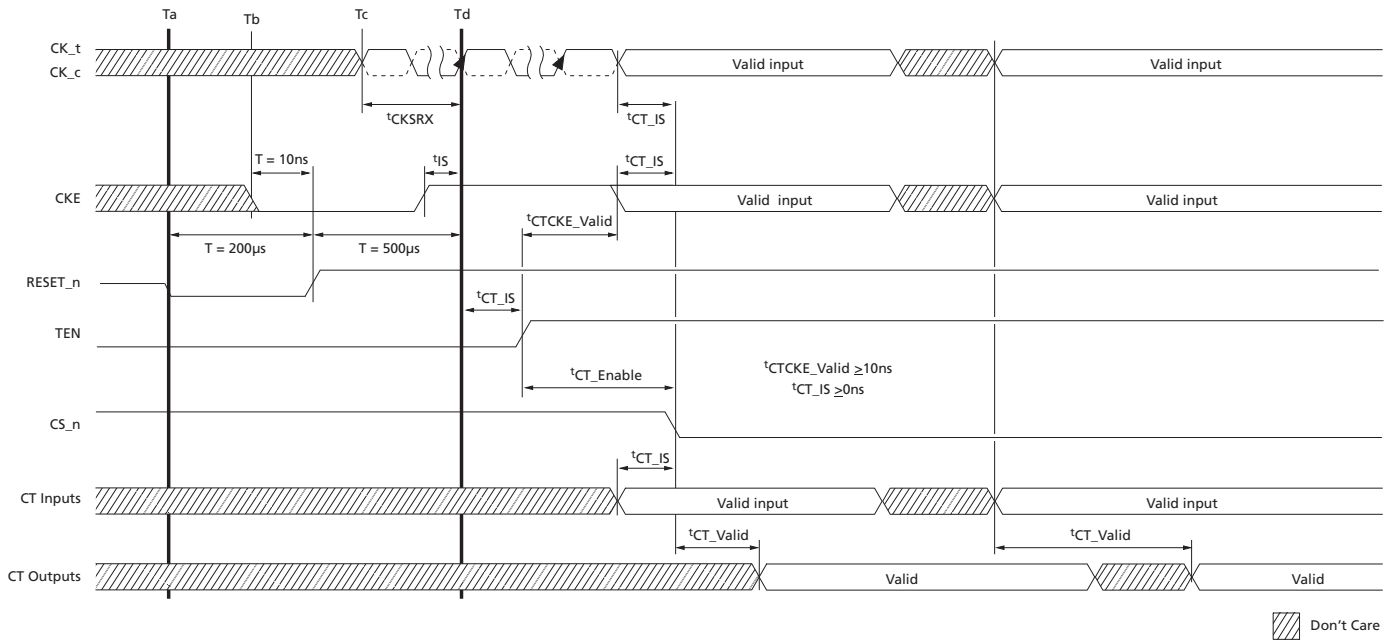 Ta
Tb
Tc
Td
CK_t
CK_c
Valid input
Valid input
tCKSRX
tCT_IS
T = 10ns
tIS
tCT_IS
CKE
Valid input
Valid input
tCTCKE_Valid
T = 200µs
T = 500µs
RESET_n
tCT_IS
TEN
tCT_Enable
tCTCKE_Valid ≥10ns
tCT_IS ≥0ns
CS_n
tCT_IS
CT Inputs
Valid input
Valid input
tCT_Valid
tCT_Valid
CT Outputs
Valid
Valid
Don't Care